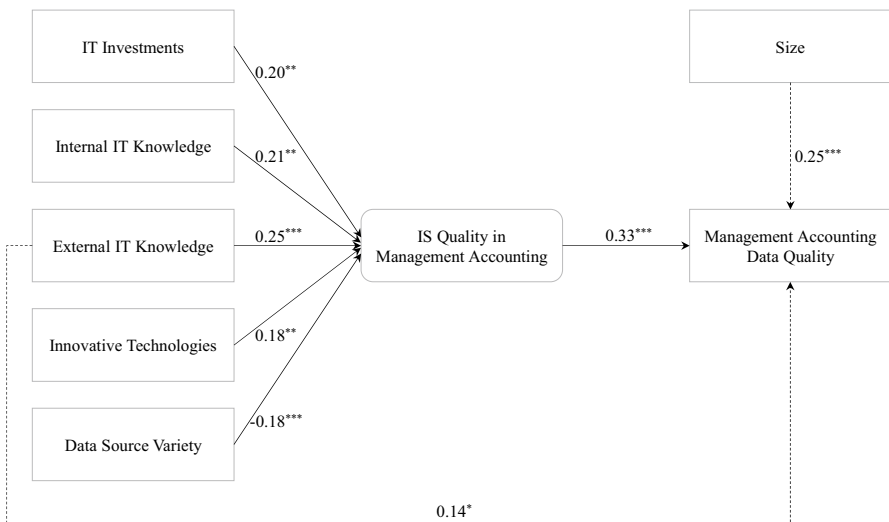 IT Investments
Size
0.20**
Internal IT Knowledge
0.21**
0.25***
External IT Knowledge
0.25***
IS Quality in
Management Accounting
0.33***
Management Accounting
Data Quality
Innovative Technologies
0.18**
Data Source Variety
-0.18***
0.14*